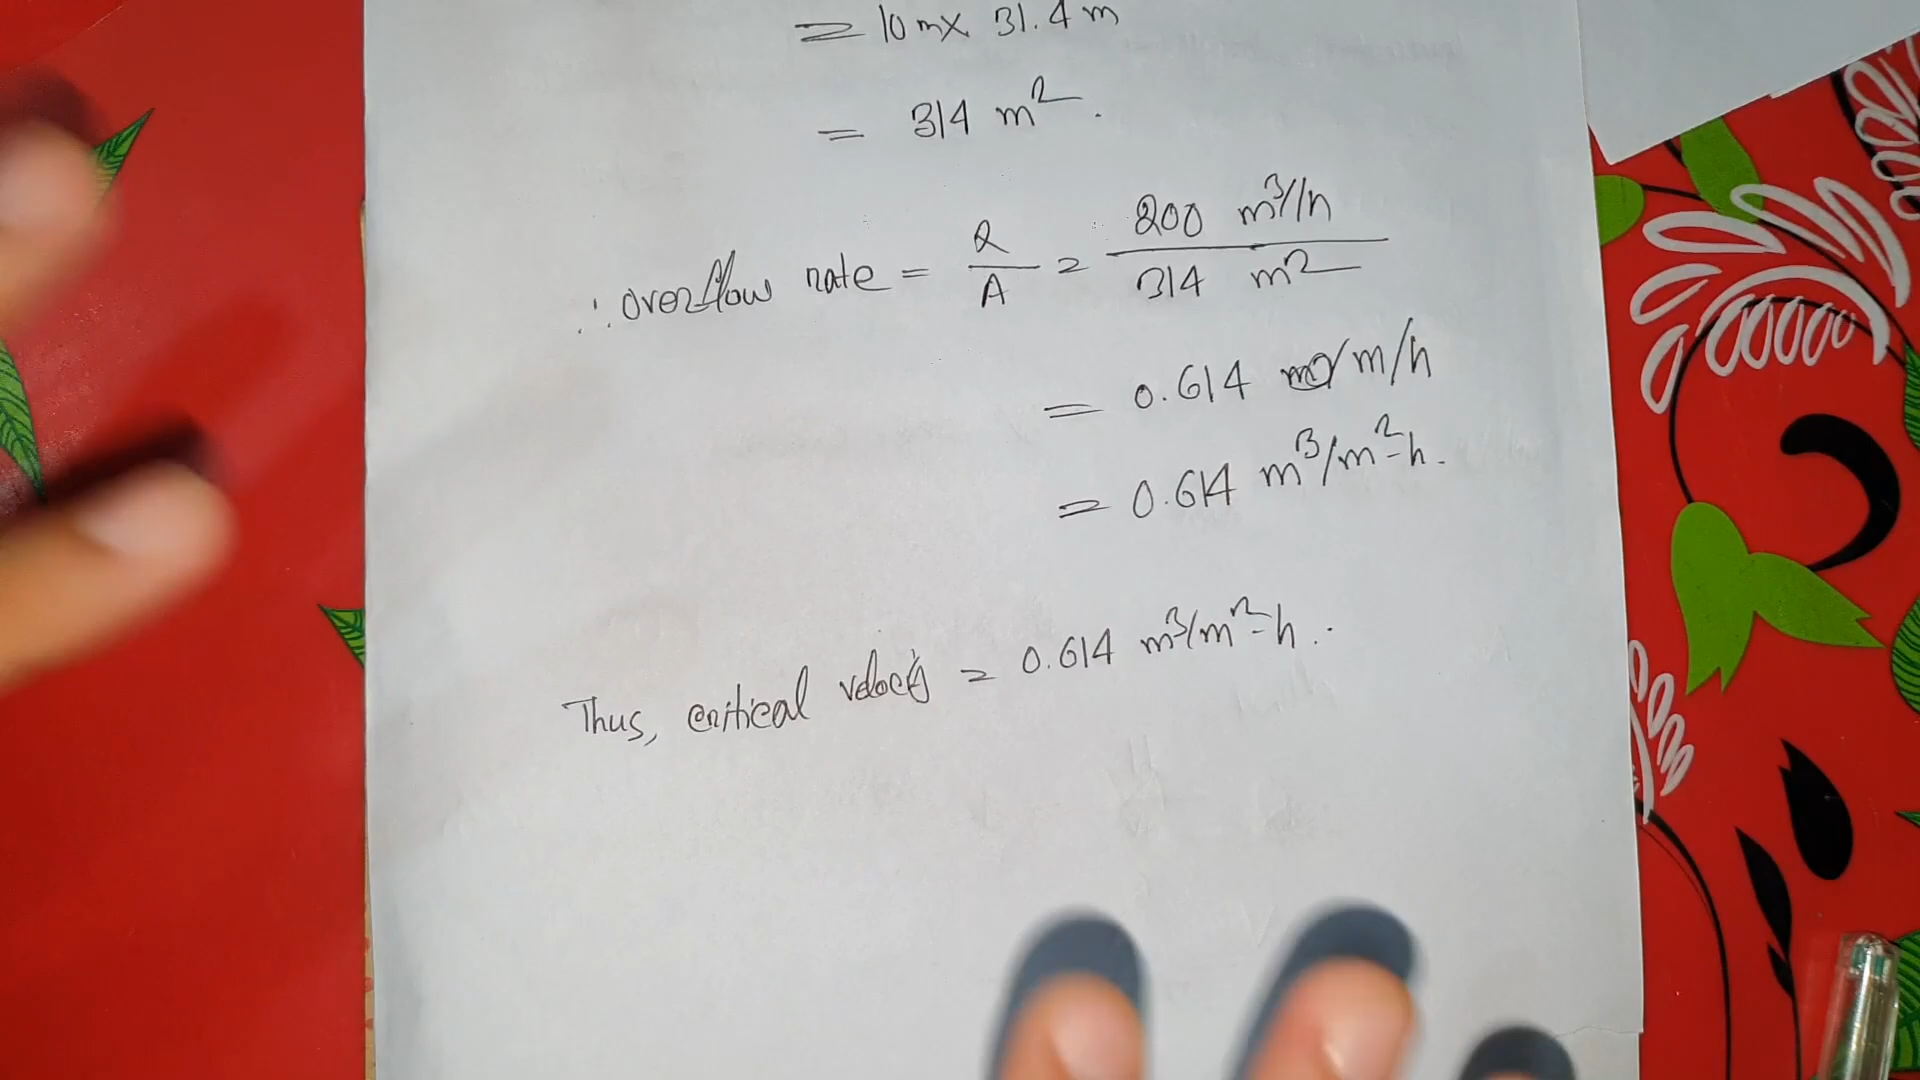 = 10 m x 31.4 m
= 314 m².
∴ overflow rate = Q/A = 200 m³/h / 314 m²
= 0.614 m/h
= 0.614 m³/m²-h.
Thus, critical velocity = 0.614 m³/m²-h.